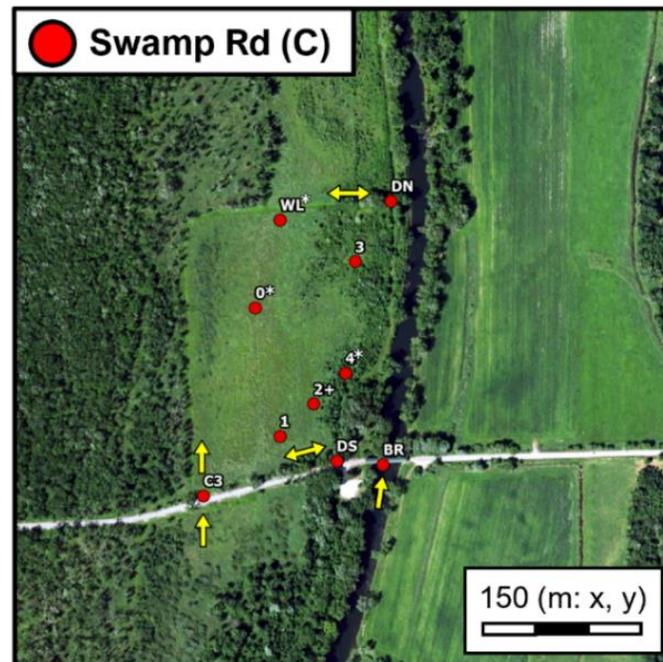 Swamp Rd (C)
DN
WL*
3
0*
4*
2+
1
DS
BR
C3
150 (m: x, y)